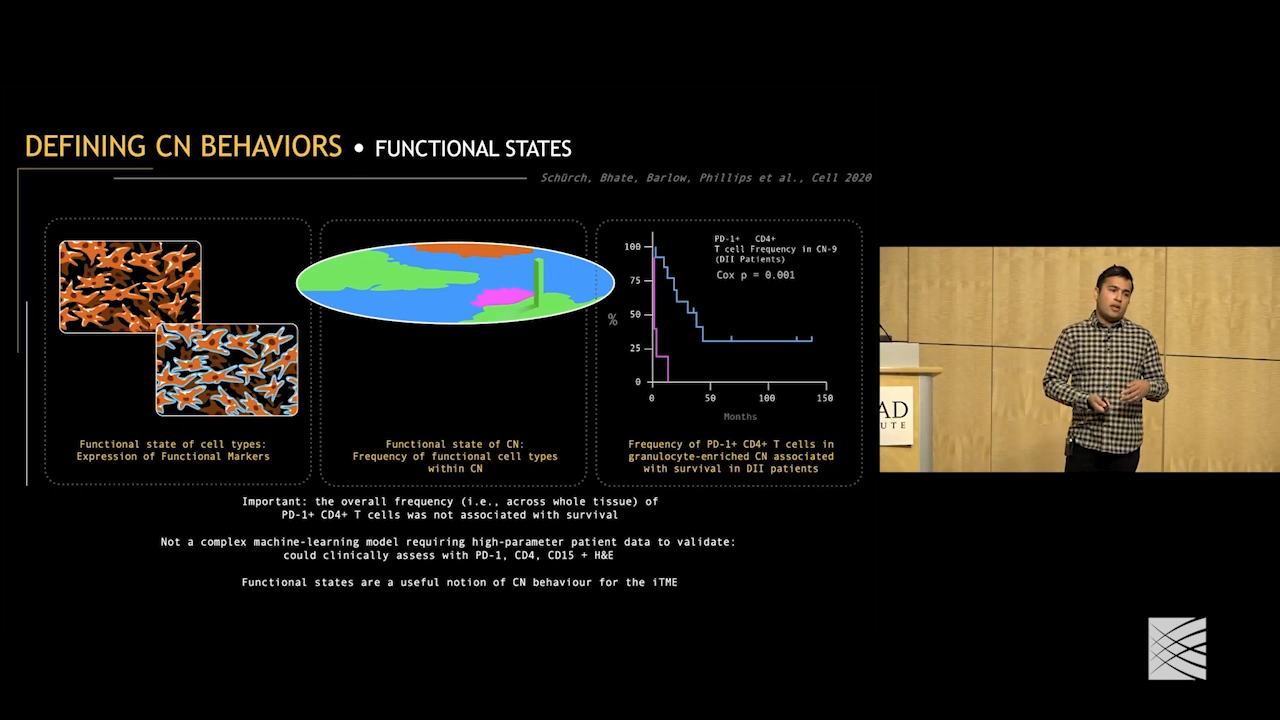 DEFINING CN BEHAVIORS • FUNCTIONAL STATES
Schürch, Bhate, Barlow, Phillips et al., Cell 2020
Functional state of cell types:
Expression of Functional Markers
Functional state of CN:
Frequency of functional cell types
within CN
PD-1+ CD4+
T cell Frequency in CN-9
(DII Patients)
Cox p = 0.001
100
75
50
25
0
%
0 50 100 150
Months
Frequency of PD-1+ CD4+ T cells in
granulocyte-enriched CN associated
with survival in DII patients
Important: the overall frequency (i.e., across whole tissue) of
PD-1+ CD4+ T cells was not associated with survival
Not a complex machine-learning model requiring high-parameter patient data to validate:
could clinically assess with PD-1, CD4, CD15 + H&E
Functional states are a useful notion of CN behaviour for the iTME
AD
UTE